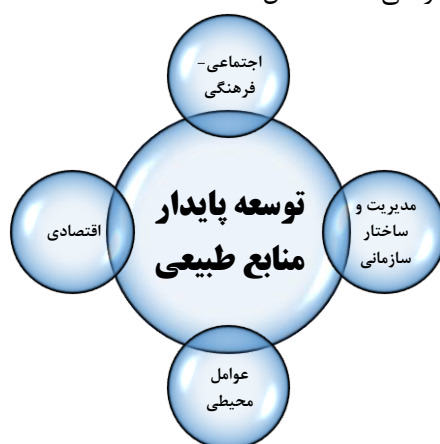 اجتماعی-
فرهنگی
توسعه پایدار
منابع طبیعی
مدیریت و
ساختار
سازمانی
اقتصادی
عوامل
محیطی